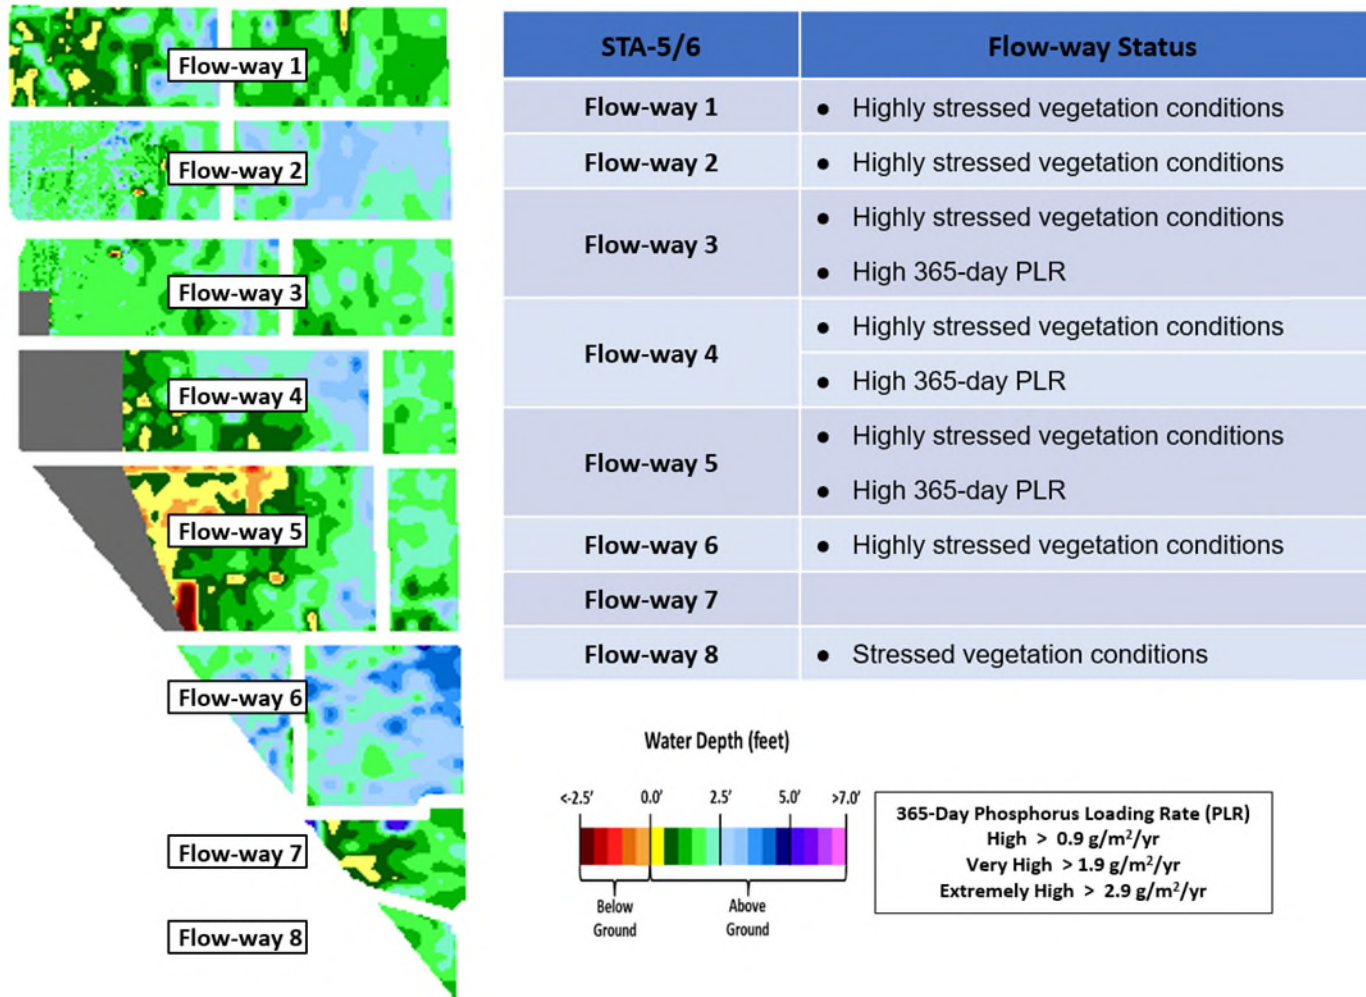 Flow-way 1
Flow-way 2
Flow-way 3
Flow-way 4
Flow-way 5
Flow-way 6
Flow-way 7
Flow-way 8
STA-5/6 Flow-way Status
Flow-way 1 ● Highly stressed vegetation conditions
Flow-way 2 ● Highly stressed vegetation conditions
Flow-way 3 ● Highly stressed vegetation conditions
● High 365-day PLR
Flow-way 4 ● Highly stressed vegetation conditions
● High 365-day PLR
Flow-way 5 ● Highly stressed vegetation conditions
● High 365-day PLR
Flow-way 6 ● Highly stressed vegetation conditions
Flow-way 7
Flow-way 8 ● Stressed vegetation conditions
Water Depth (feet)
<-2.5' 0.0' 2.5' 5.0' >7.0'
Below Above
Ground Ground
365-Day Phosphorus Loading Rate (PLR)
High > 0.9 g/m²/yr
Very High > 1.9 g/m²/yr
Extremely High > 2.9 g/m²/yr